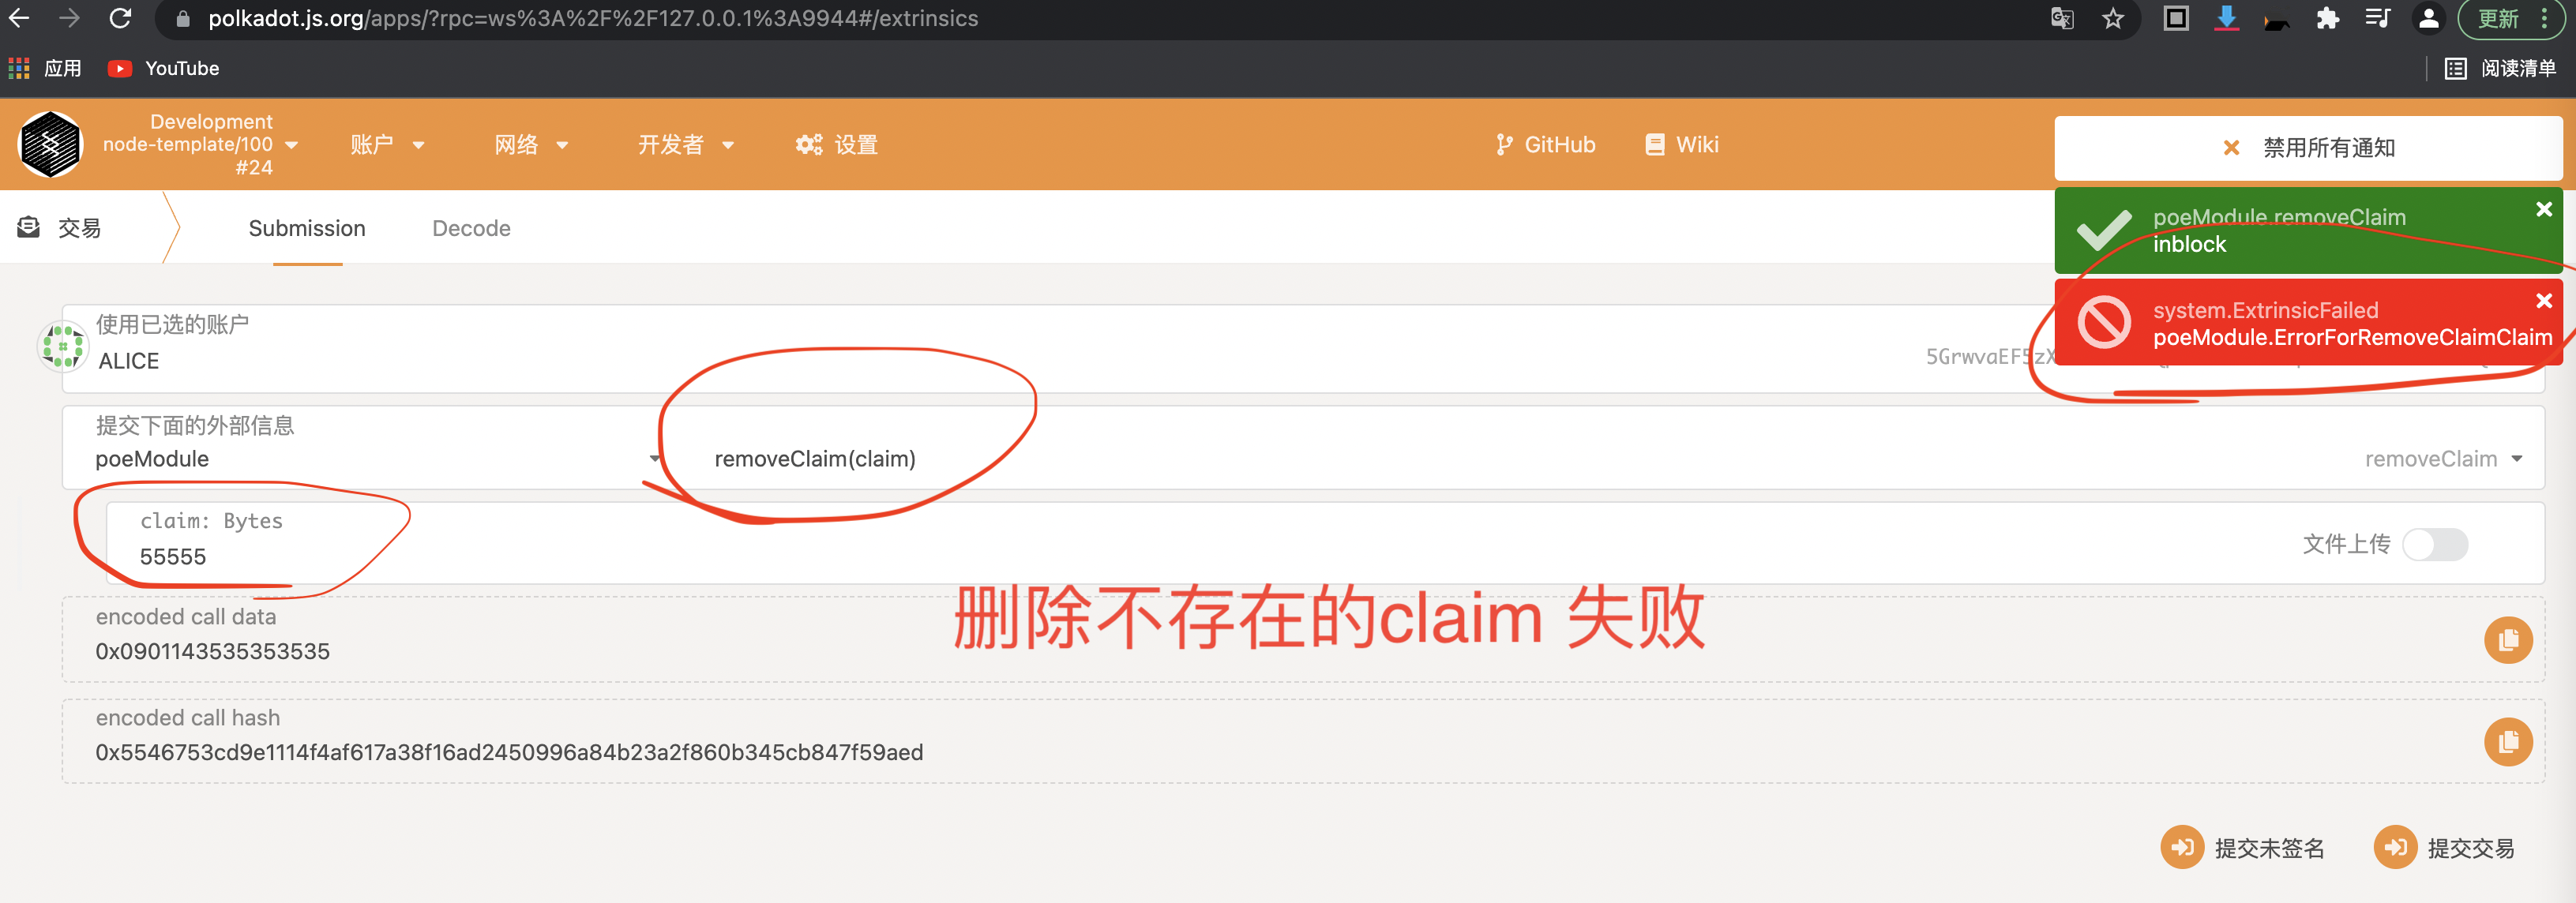 polkadot.js.org/apps/?rpc=ws%3A%2F%2F127.0.0.1%3A9944#/extrinsics
更新
应用
YouTube
阅读清单
Development
node-template/100
#24
账户
网络
开发者
设置
GitHub
Wiki
禁用所有通知
poeModule.removeClaim
inblock
system.ExtrinsicFailed
poeModule.ErrorForRemoveClaimClaim
交易
Submission
Decode
使用已选的账户
ALICE
5GrwvaEF5zX
提交下面的外部信息
poeModule
removeClaim(claim)
removeClaim
claim: Bytes
55555
文件上传
删除不存在的claim 失败
encoded call data
0x0901143535353535
encoded call hash
0x5546753cd9e1114f4af617a38f16ad2450996a84b23a2f860b345cb847f59aed
提交未签名
提交交易